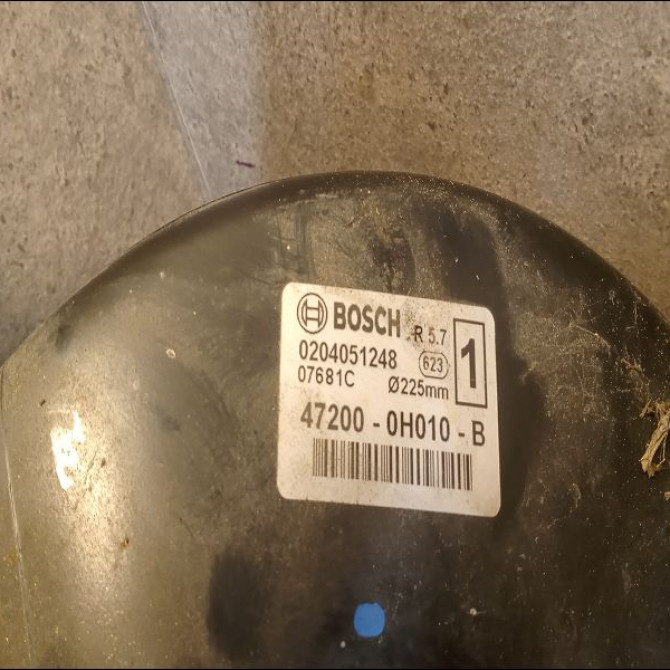 BOSCH R 5.7
0204051248 623
07681C Ø225mm
1
47200 - 0H010 - B